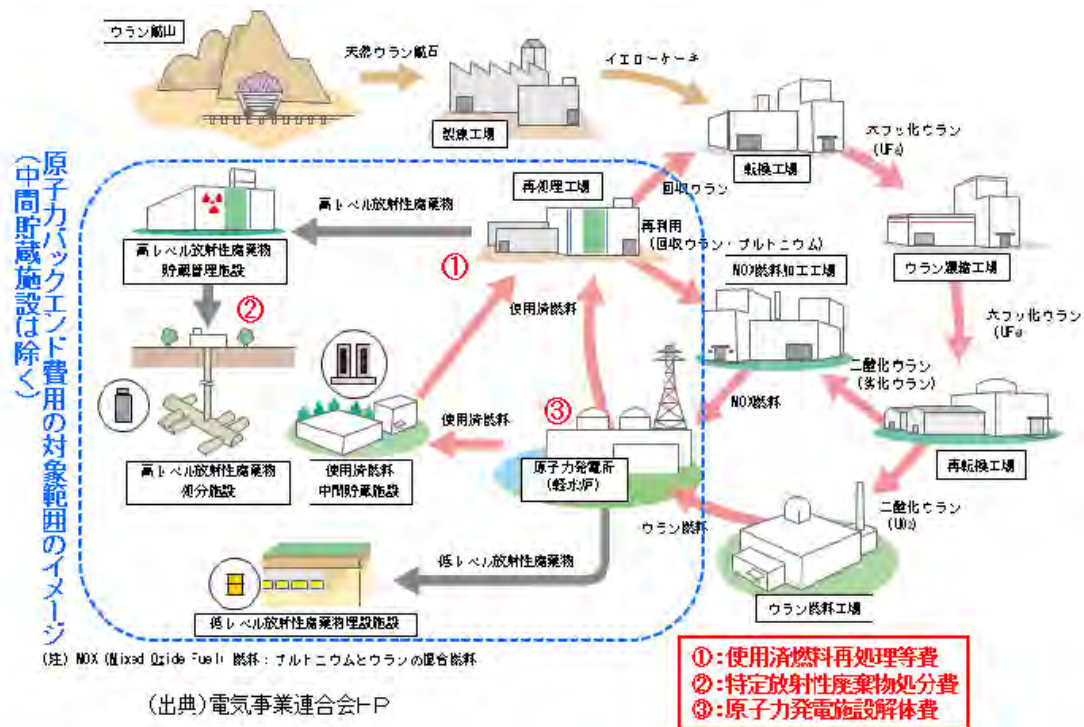 ウラン鉱山
天然ウラン鉱石
イエローケーキ
製錬工場
転換工場
六フッ化ウラン
(UF₆)
原子力バックエンド費用の対象範囲のイメージ
(中間貯蔵施設は除く)
再処理工場
回収ウラン
高レベル放射性廃棄物
再利用
(回収ウラン・プルトニウム)
高レベル放射性廃棄物
貯蔵管理施設
①
MOX燃料加工工場
ウラン濃縮工場
②
使用済燃料
六フッ化ウラン
(UF₆)
二酸化ウラン
(劣化ウラン)
MOX燃料
③
使用済燃料
再転換工場
高レベル放射性廃棄物
処分施設
使用済燃料
中間貯蔵施設
原子力発電所
(軽水炉)
二酸化ウラン
(UO₂)
ウラン燃料
低レベル放射性廃棄物
ウラン燃料工場
低レベル放射性廃棄物埋設施設
(注) MOX (Mixed Oxide Fuel) 燃料：プルトニウムとウランの混合燃料
(出典)電気事業連合会HP
①：使用済燃料再処理等費
②：特定放射性廃棄物処分費
③：原子力発電施設解体費